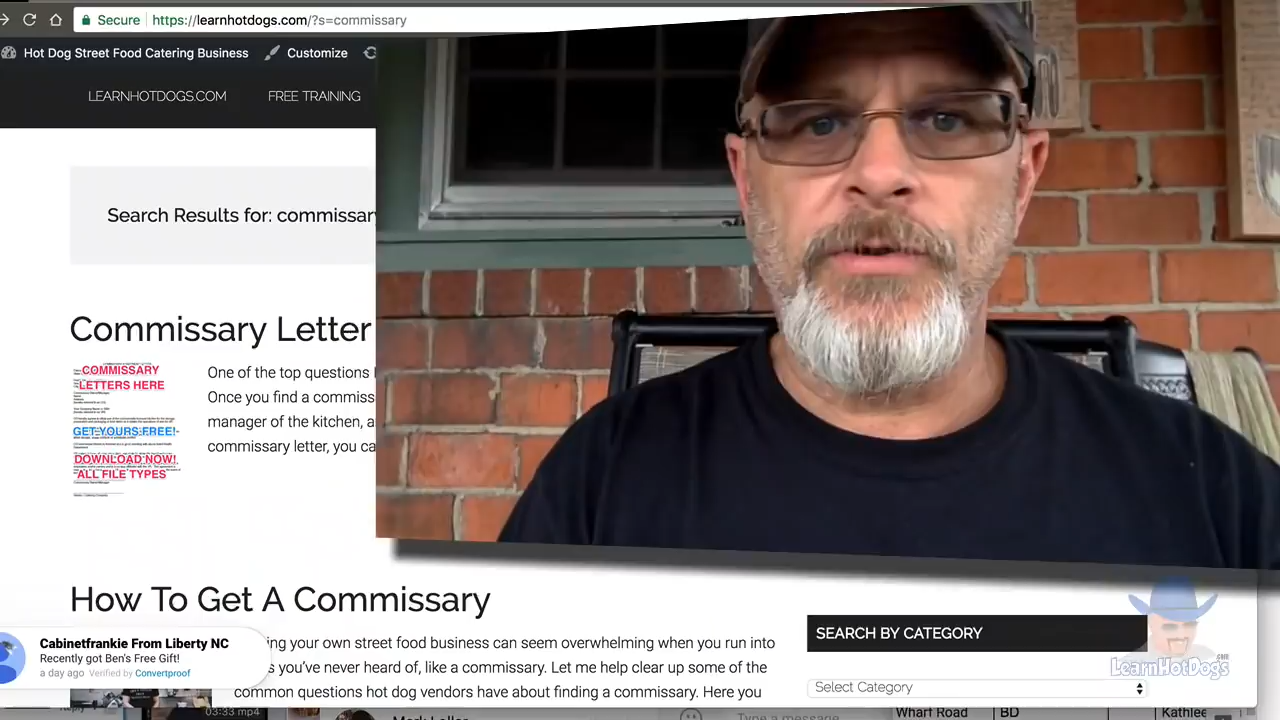 Secure https://learnhotdogs.com/?s=commissary
Hot Dog Street Food Catering Business Customize
LEARNHOTDOGS.COM FREE TRAINING
Search Results for: commissary
Commissary Letter
COMMISSARY
LETTERS HERE
GET YOURS FREE!
DOWNLOAD NOW!
ALL FILE TYPES
One of the top questions
Once you find a commiss
manager of the kitchen, a
commissary letter, you ca
How To Get A Commissary
ing your own street food business can seem overwhelming when you run into
you've never heard of, like a commissary. Let me help clear up some of the
common questions hot dog vendors have about finding a commissary. Here you
Cabinetfrankie From Liberty NC
Recently got Ben's Free Gift!
a day ago Verified by Convertproof
SEARCH BY CATEGORY
Select Category
LearnHotDogs.com
03:33 mp4
Type a message
Wharf Road BD Kathlee